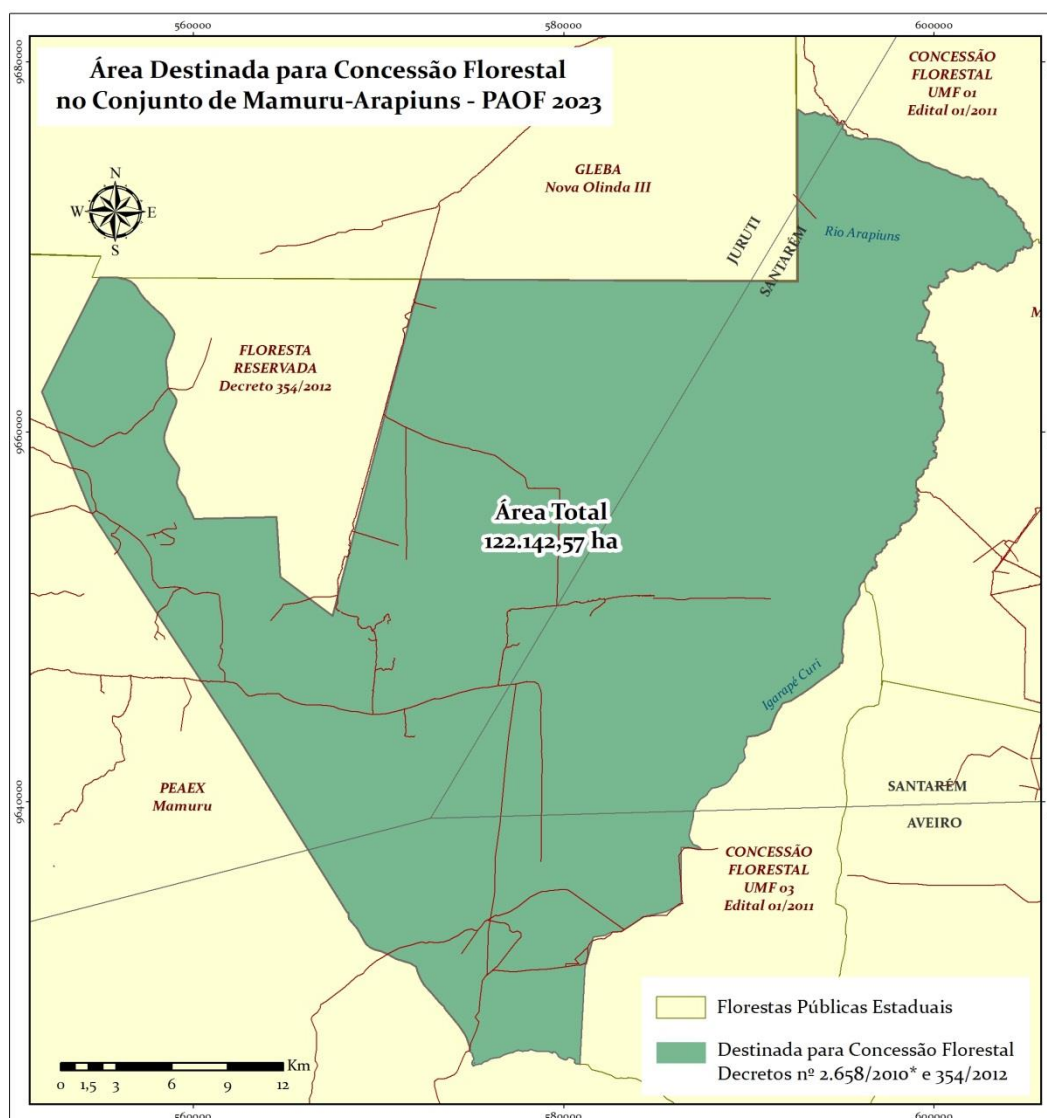 560000
580000
600000
9680000
Área Destinada para Concessão Florestal
no Conjunto de Mamuru-Arapiuns - PAOF 2023
CONCESSÃO
FLORESTAL
UMF 01
Edital 01/2011
GLEBA
Nova Olinda III
N
W
E
S
JURUTI
SANTARÉM
Rio Arapiuns
M
FLORESTA
RESERVADA
Decreto 354/2012
9660000
Área Total
122.142,57 ha
Igarapé Curi
PEAEX
Mamuru
9640000
SANTARÉM
AVEIRO
CONCESSÃO
FLORESTAL
UMF 03
Edital 01/2011
Florestas Públicas Estaduais
Destinada para Concessão Florestal
Decretos nº 2.658/2010* e 354/2012
Km
0 1,5 3 6 9 12
560000
580000
600000